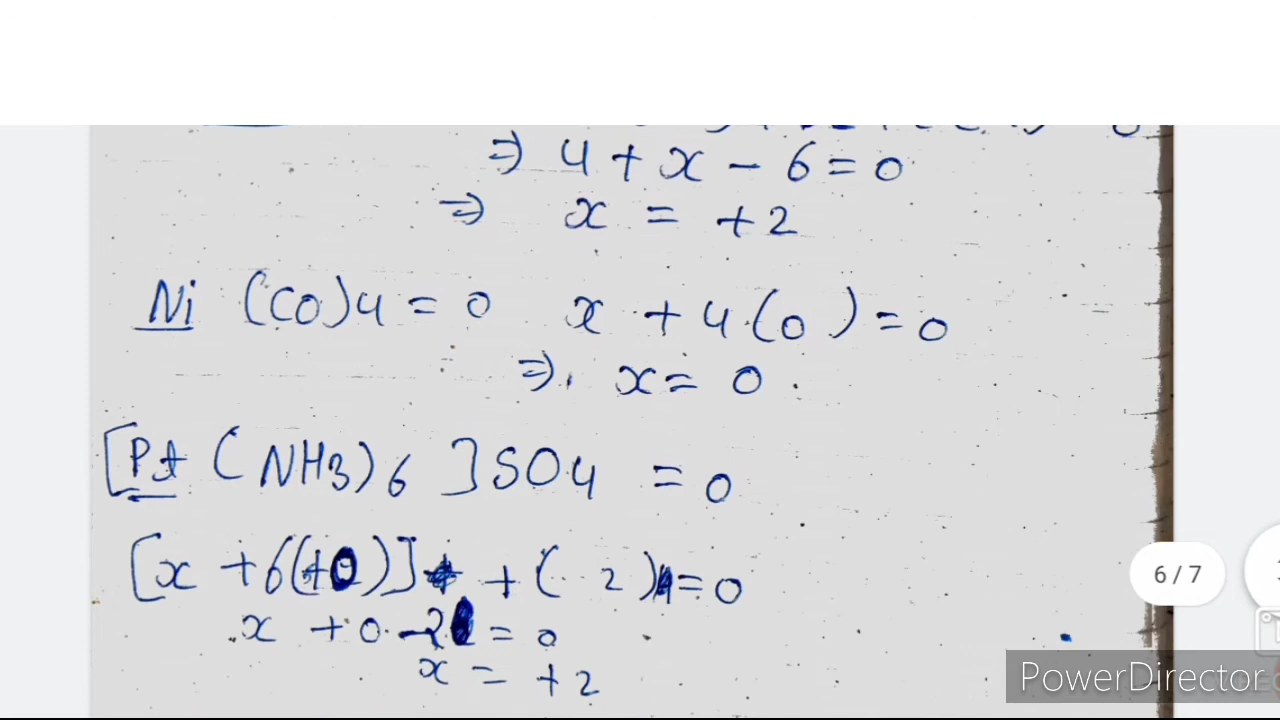 ⇒ 4 + x - 6 = 0
⇒ x = +2
Ni (CO)4 = 0 x + 4(0) = 0
⇒ x = 0
[Pt (NH3)6 ] SO4 = 0
[x + 6(+0)] + ( 2) = 0
x + 0 - 2 = 0
x = +2
6 / 7
PowerDirector